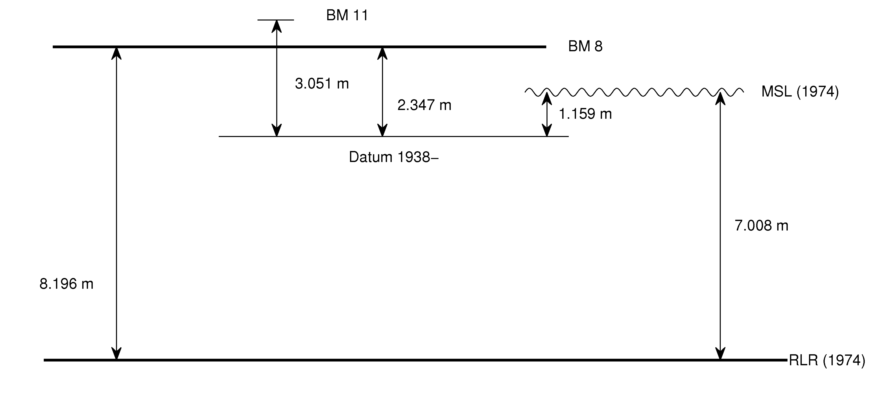 BM 11
BM 8
3.051 m
MSL (1974)
2.347 m
1.159 m
Datum 1938–
7.008 m
8.196 m
RLR (1974)